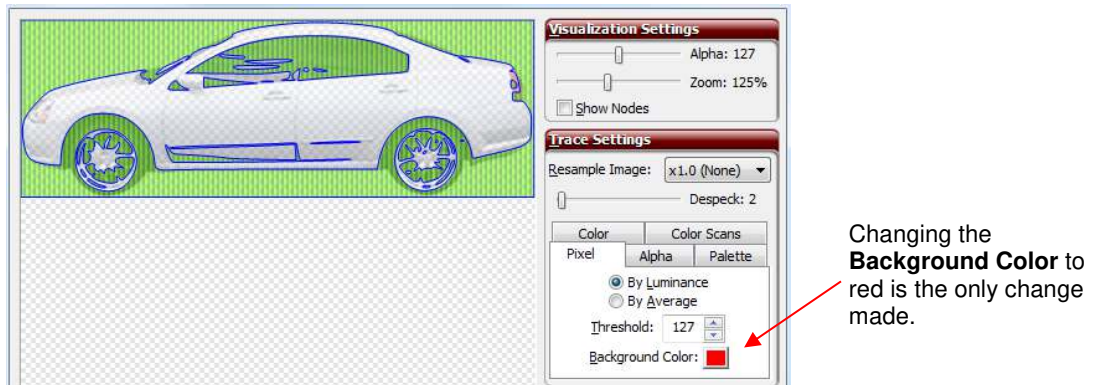 Visualization Settings
Alpha: 127
Zoom: 125%
Show Nodes
Trace Settings
Resample Image: x1.0 (None)
Despeck: 2
Color Color Scans
Pixel Alpha Palette
By Luminance
By Average
Threshold: 127
Background Color:
Changing the
Background Color to
red is the only change
made.